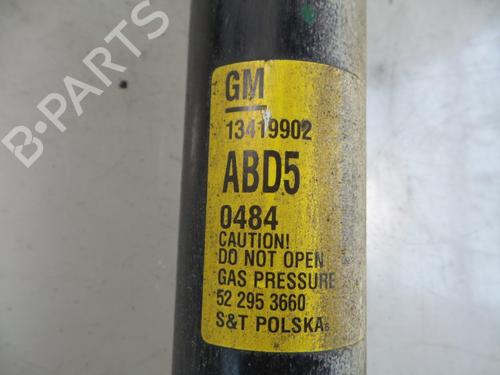 GM
13419902
ABD5
0484
CAUTION!
DO NOT OPEN
GAS PRESSURE
52 295 3660
S&T POLSKA
B-PARTS